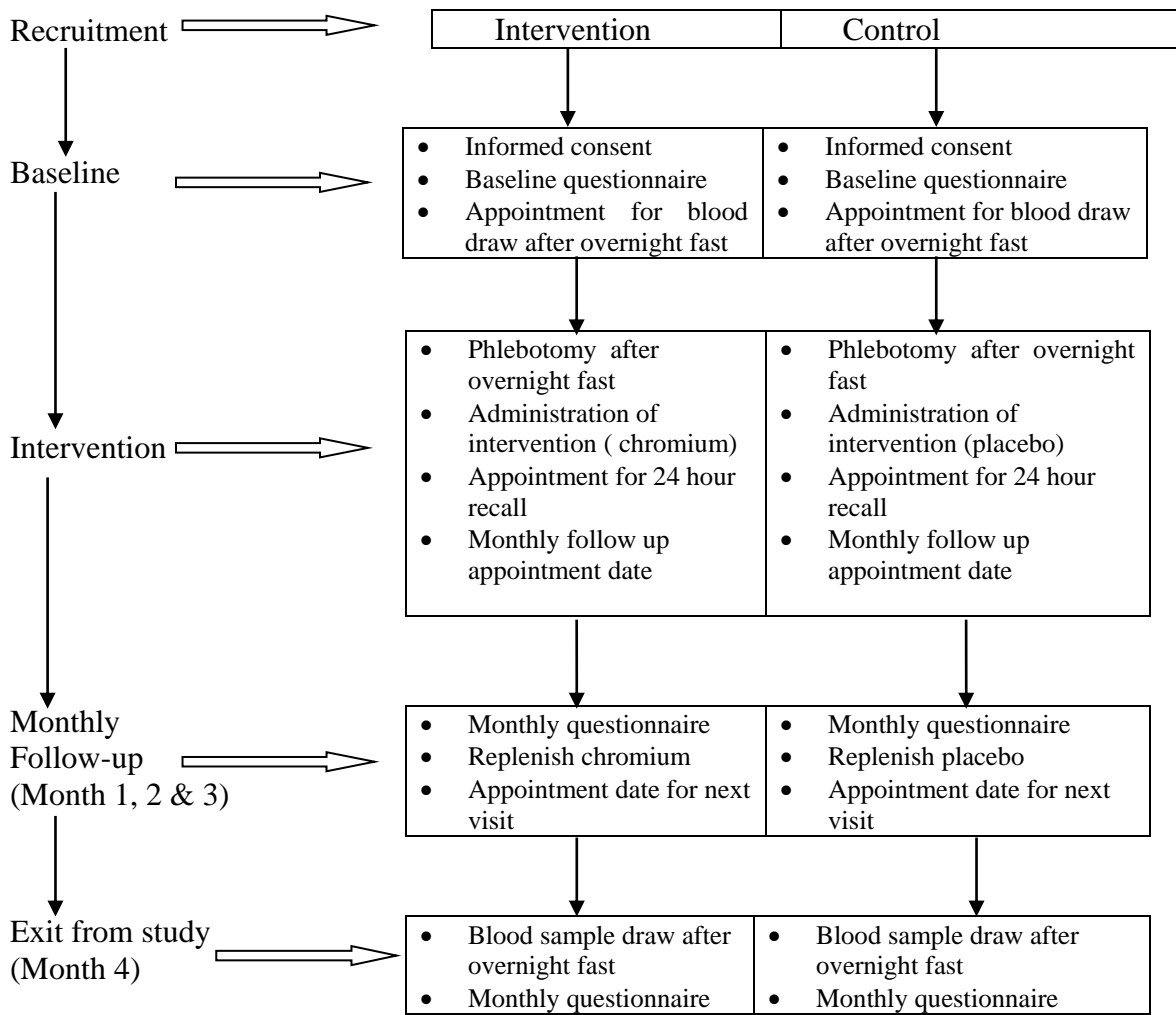 Recruitment
Intervention
Control
Baseline
• Informed consent
• Baseline questionnaire
• Appointment for blood
draw after overnight fast
• Informed consent
• Baseline questionnaire
• Appointment for blood draw
after overnight fast
Intervention
• Phlebotomy after
overnight fast
• Administration of
intervention ( chromium)
• Appointment for 24 hour
recall
• Monthly follow up
appointment date
• Phlebotomy after overnight
fast
• Administration of
intervention (placebo)
• Appointment for 24 hour
recall
• Monthly follow up
appointment date
Monthly
Follow-up
(Month 1, 2 & 3)
• Monthly questionnaire
• Replenish chromium
• Appointment date for next
visit
• Monthly questionnaire
• Replenish placebo
• Appointment date for next
visit
Exit from study
(Month 4)
• Blood sample draw after
overnight fast
• Monthly questionnaire
• Blood sample draw after
overnight fast
• Monthly questionnaire